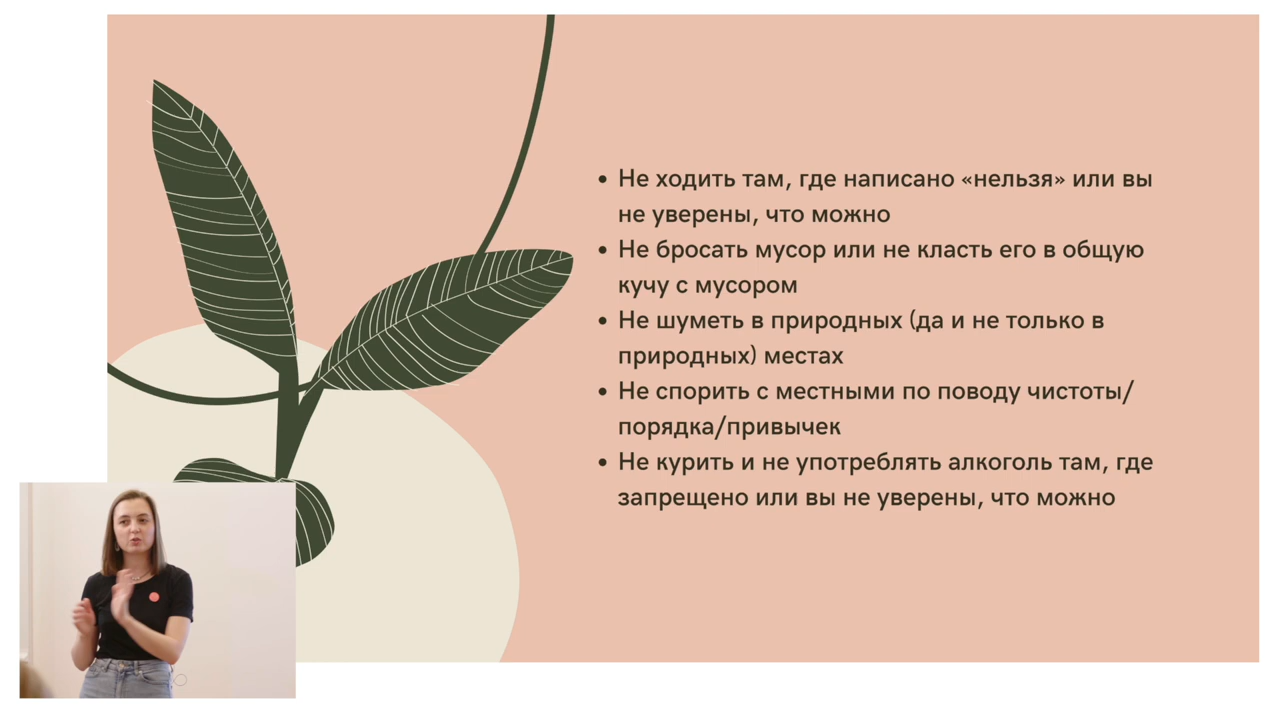 • Не ходить там, где написано «нельзя» или вы
не уверены, что можно
• Не бросать мусор или не класть его в общую
кучу с мусором
• Не шуметь в природных (да и не только в
природных) местах
• Не спорить с местными по поводу чистоты/
порядка/привычек
• Не курить и не употреблять алкоголь там, где
запрещено или вы не уверены, что можно